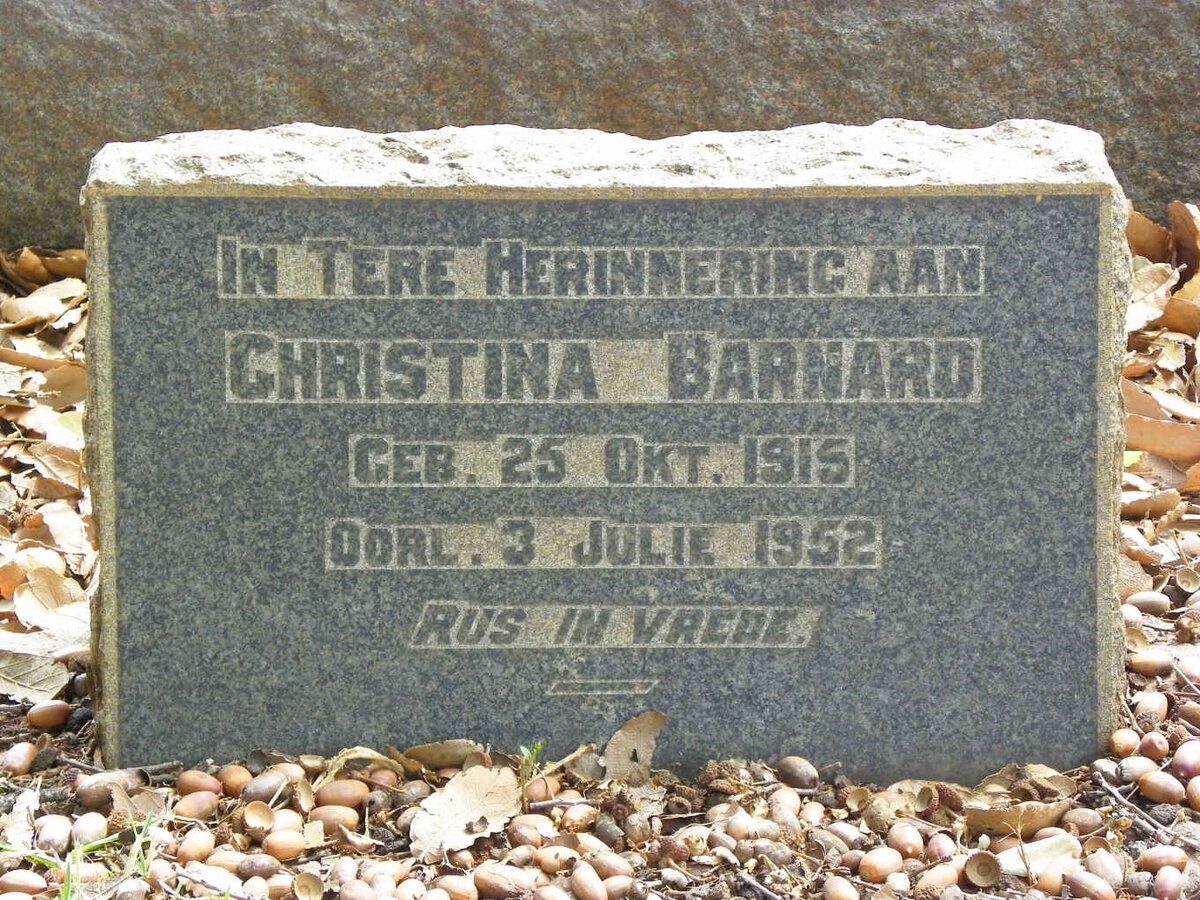 In Tere Herinnering aan
Christina Barnard
Geb. 25 Okt. 1915
Oorl. 3 Julie 1952
Rus in vrede.